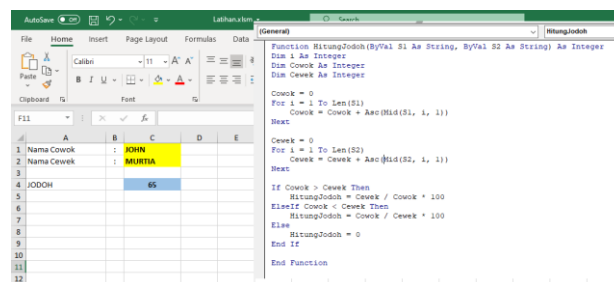 AutoSave Off Latihan.xlsm Search
File Home Insert Page Layout Formulas Data
Paste Calibri 11 A A
B I U A
Clipboard Font
F11 fx
A B C D E
1 Nama Cowok : JOHN
2 Nama Cewek : MURTIA
3
4 JODOH 65
5
6
7
8
9
10
11
12
(General) HitungJodoh
Function HitungJodoh(ByVal S1 As String, ByVal S2 As String) As Integer
Dim i As Integer
Dim Cowok As Integer
Dim Cewek As Integer
Cowok = 0
For i = 1 To Len(S1)
Cowok = Cowok + Asc(Mid(S1, i, 1))
Next
Cewek = 0
For i = 1 To Len(S2)
Cewek = Cewek + Asc(Mid(S2, i, 1))
Next
If Cowok > Cewek Then
HitungJodoh = Cewek / Cowok * 100
ElseIf Cowok < Cewek Then
HitungJodoh = Cowok / Cewek * 100
Else
HitungJodoh = 0
End If
End Function